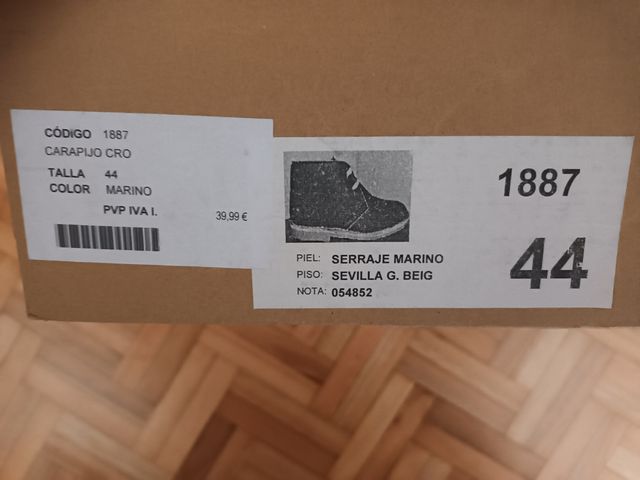 CÓDIGO 1887
CARAPIJO CRO
TALLA 44
COLOR MARINO
PVP IVA I. 39,99 €
1887
44
PIEL: SERRAJE MARINO
PISO: SEVILLA G. BEIG
NOTA: 054852